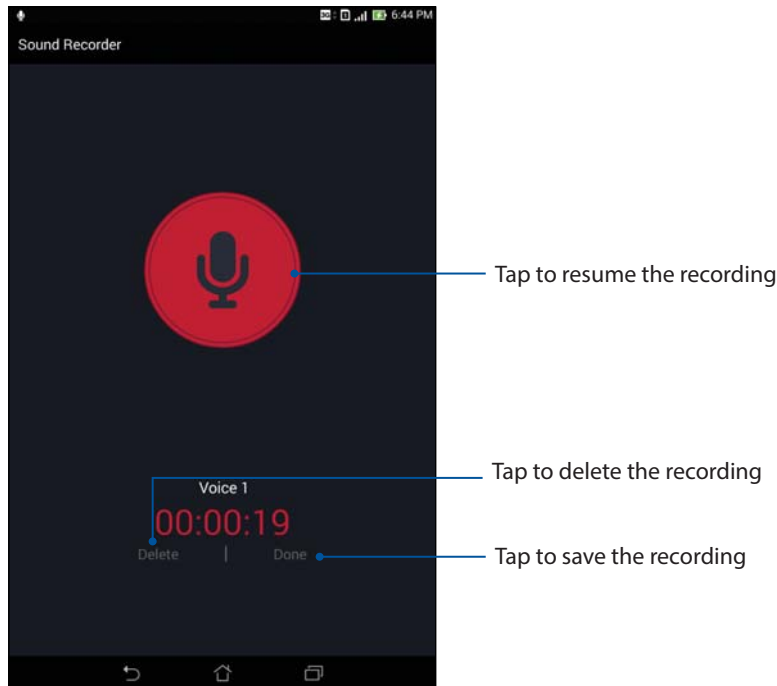 6:44 PM
Sound Recorder
Tap to resume the recording
Voice 1
Tap to delete the recording
00:00:19
Delete | Done
Tap to save the recording